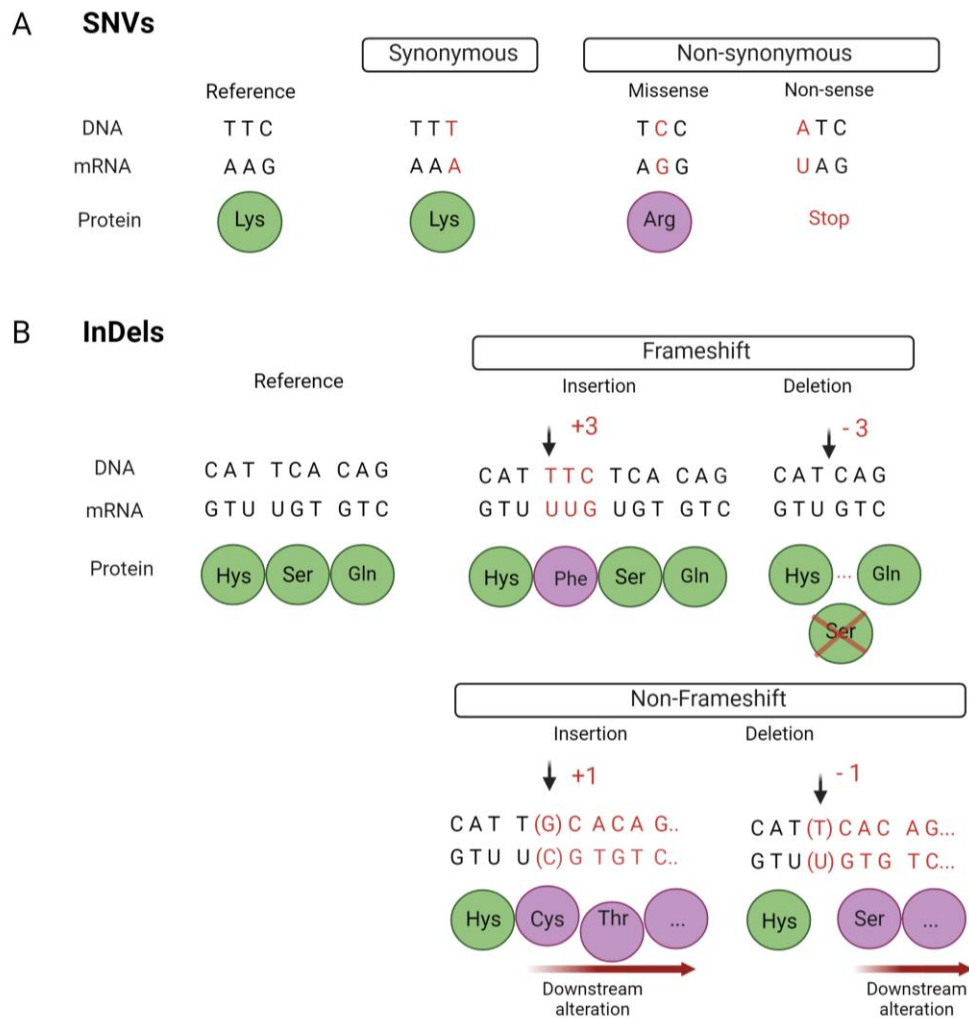 A SNVs
Synonymous Non-synonymous
Reference Missense Non-sense
DNA T T C T T T T C C A T C
mRNA A A G A A A A G G U A G
Protein Lys Lys Arg Stop
B InDels
Frameshift
Reference Insertion Deletion
+3 - 3
DNA C A T T C A C A G C A T T T C T C A C A G C A T C A G
mRNA G T U U G T G T C G T U U U G U G T G T C G T U G T C
Protein Hys Ser Gln Hys Phe Ser Gln Hys ... Gln
Ser
Non-Frameshift
Insertion Deletion
+1 - 1
C A T T (G) C A C A G.. C A T (T) C A C A G...
G T U U (C) G T G T C.. G T U (U) G T G T C...
Hys Cys Thr ... Hys Ser ...
Downstream Downstream
alteration alteration